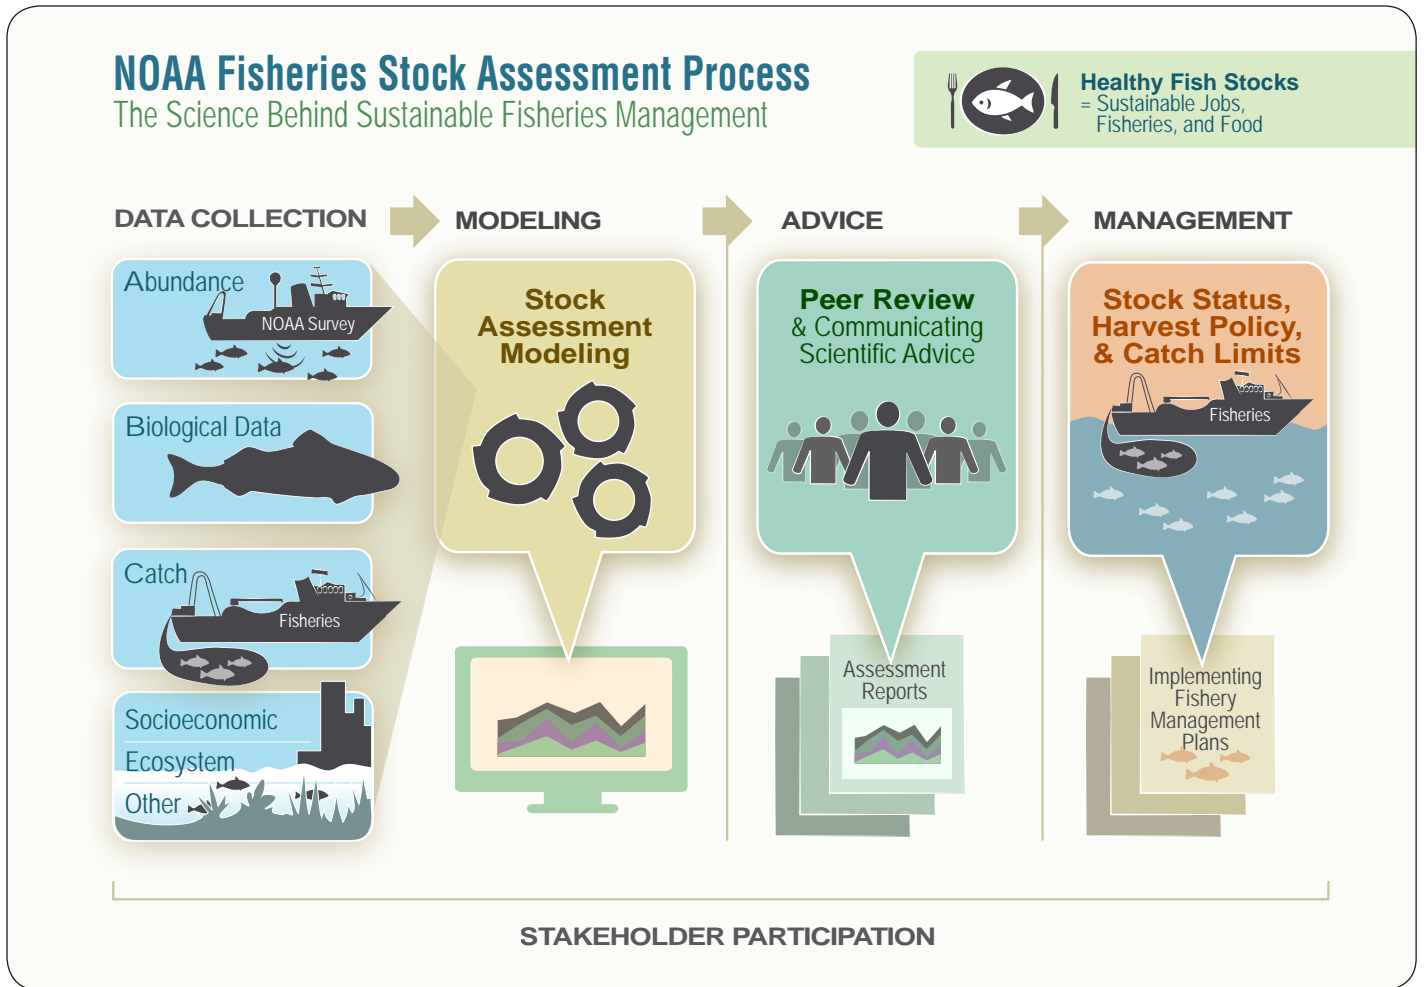 NOAA Fisheries Stock Assessment Process
The Science Behind Sustainable Fisheries Management
Healthy Fish Stocks
= Sustainable Jobs,
Fisheries, and Food
DATA COLLECTION
MODELING
ADVICE
MANAGEMENT
Abundance
NOAA Survey
Biological Data
Catch
Fisheries
Socioeconomic
Ecosystem
Other
Stock
Assessment
Modeling
Peer Review
& Communicating
Scientific Advice
Assessment
Reports
Stock Status,
Harvest Policy,
& Catch Limits
Fisheries
Implementing
Fishery
Management
Plans
STAKEHOLDER PARTICIPATION